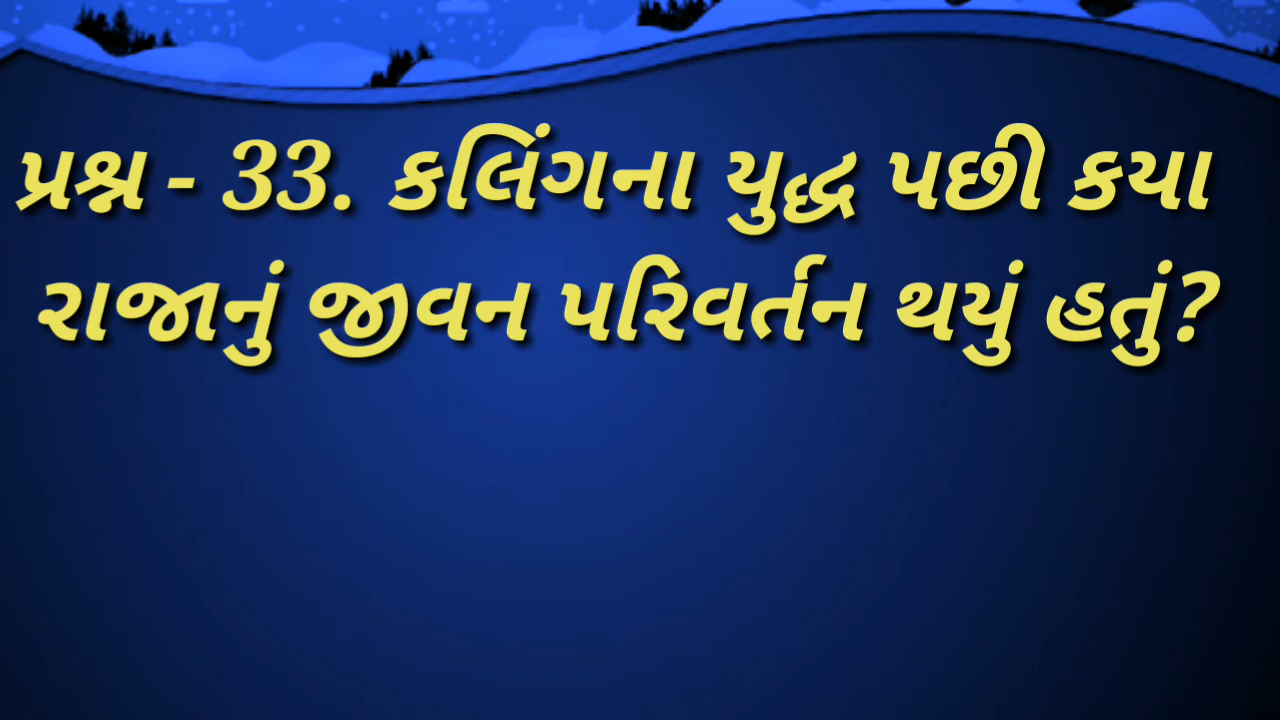 પ્રશ્ન - 33. કલિંગના યુદ્ધ પછી કયા
રાજાનું જીવન પરિવર્તન થયું હતું?